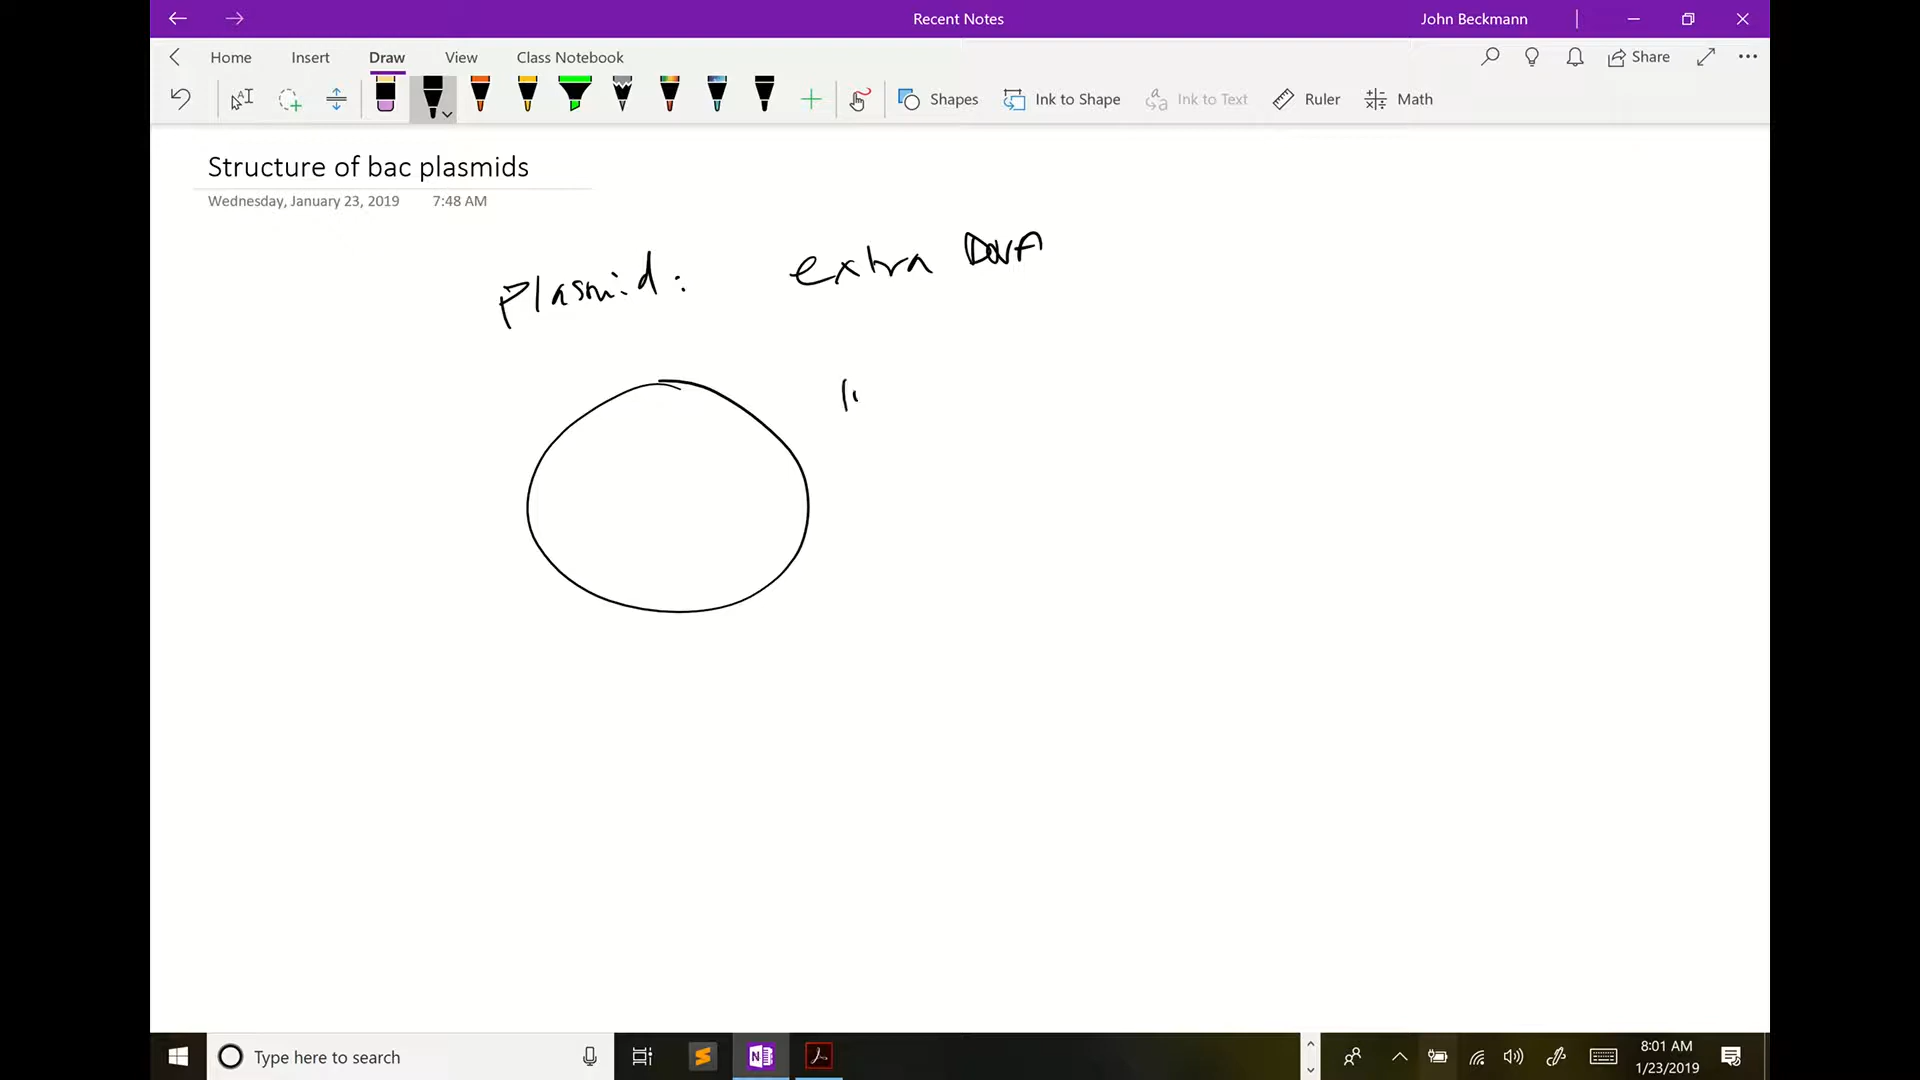 Recent Notes John Beckmann
Home Insert Draw View Class Notebook Share
Shapes Ink to Shape Ink to Text Ruler Math
Structure of bac plasmids
Wednesday, January 23, 2019 7:48 AM
Plasmid: extra DNA
Type here to search 8:01 AM
1/23/2019